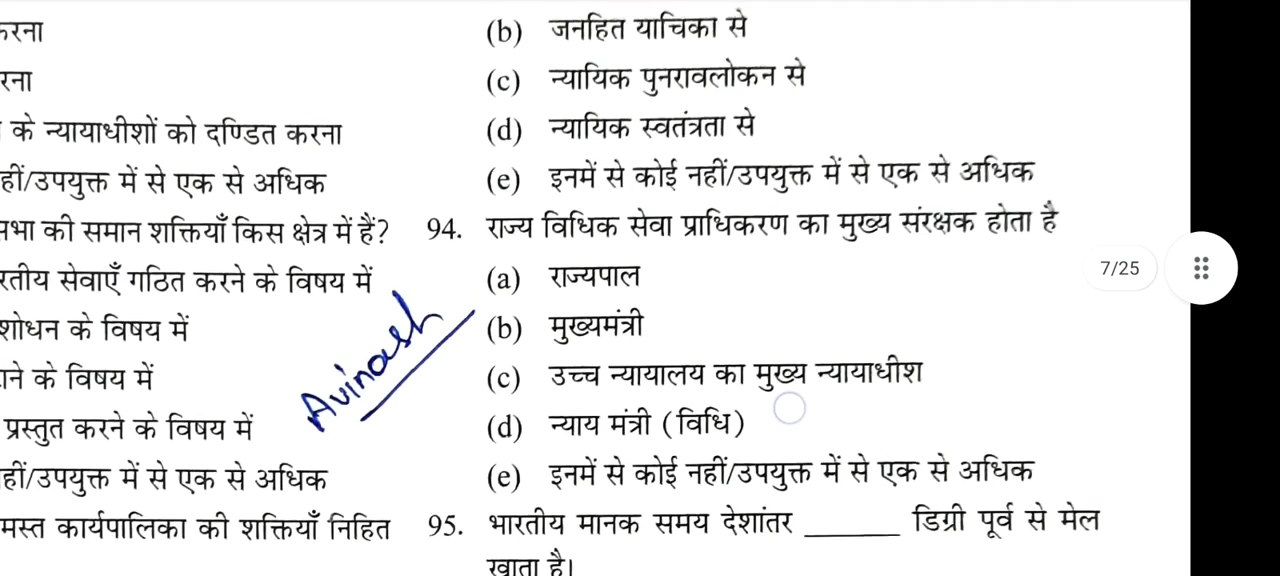 करना
रना
के न्यायाधीशों को दण्डित करना
हीं/उपयुक्त में से एक से अधिक
सभा की समान शक्तियाँ किस क्षेत्र में हैं?
रतीय सेवाएँ गठित करने के विषय में
शोधन के विषय में
ाने के विषय में
प्रस्तुत करने के विषय में
हीं/उपयुक्त में से एक से अधिक
मस्त कार्यपालिका की शक्तियाँ निहित
Avinash
(b) जनहित याचिका से
(c) न्यायिक पुनरावलोकन से
(d) न्यायिक स्वतंत्रता से
(e) इनमें से कोई नहीं/उपयुक्त में से एक से अधिक
94. राज्य विधिक सेवा प्राधिकरण का मुख्य संरक्षक होता है
(a) राज्यपाल
(b) मुख्यमंत्री
(c) उच्च न्यायालय का मुख्य न्यायाधीश
(d) न्याय मंत्री (विधि)
(e) इनमें से कोई नहीं/उपयुक्त में से एक से अधिक
95. भारतीय मानक समय देशांतर ______ डिग्री पूर्व से मेल
खाता है।
7/25